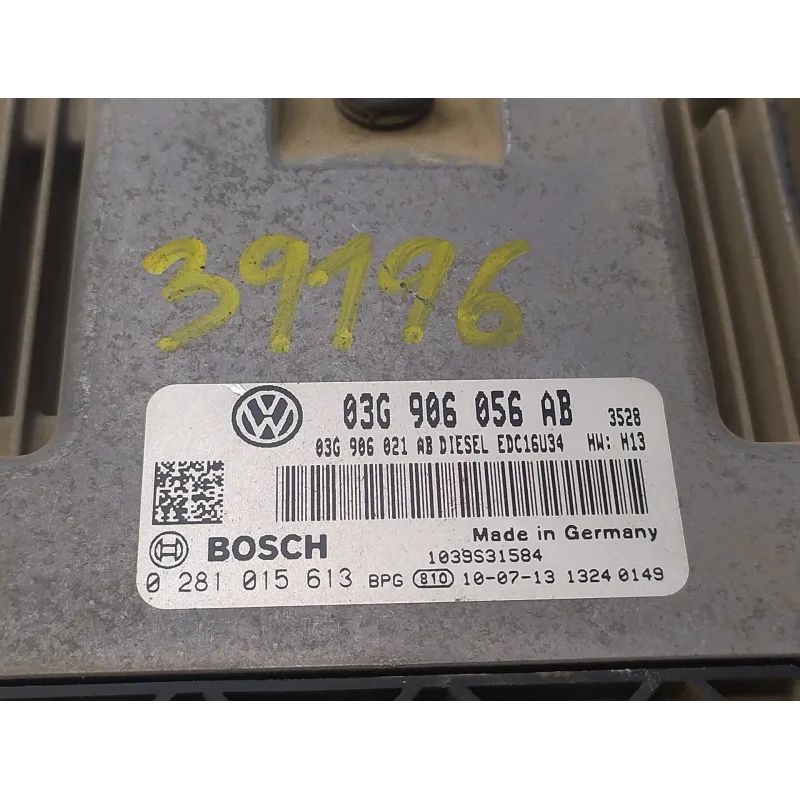 39196
VW 03G 906 056 AB 3528
03G 906 021 AB DIESEL EDC16U34 HW: H13
Made in Germany
BOSCH 1039S31584
0 281 015 613 BPG 810 10-07-13 1324 0149